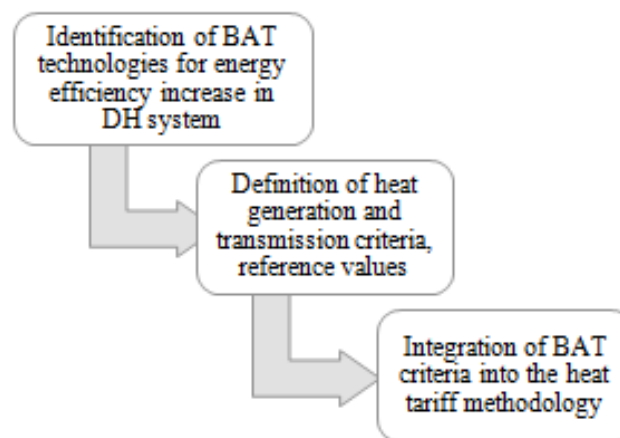 Identification of BAT
technologies for energy
efficiency increase in
DH system
Definition of heat
generation and
transmission criteria,
reference values
Integration of BAT
criteria into the heat
tariff methodology